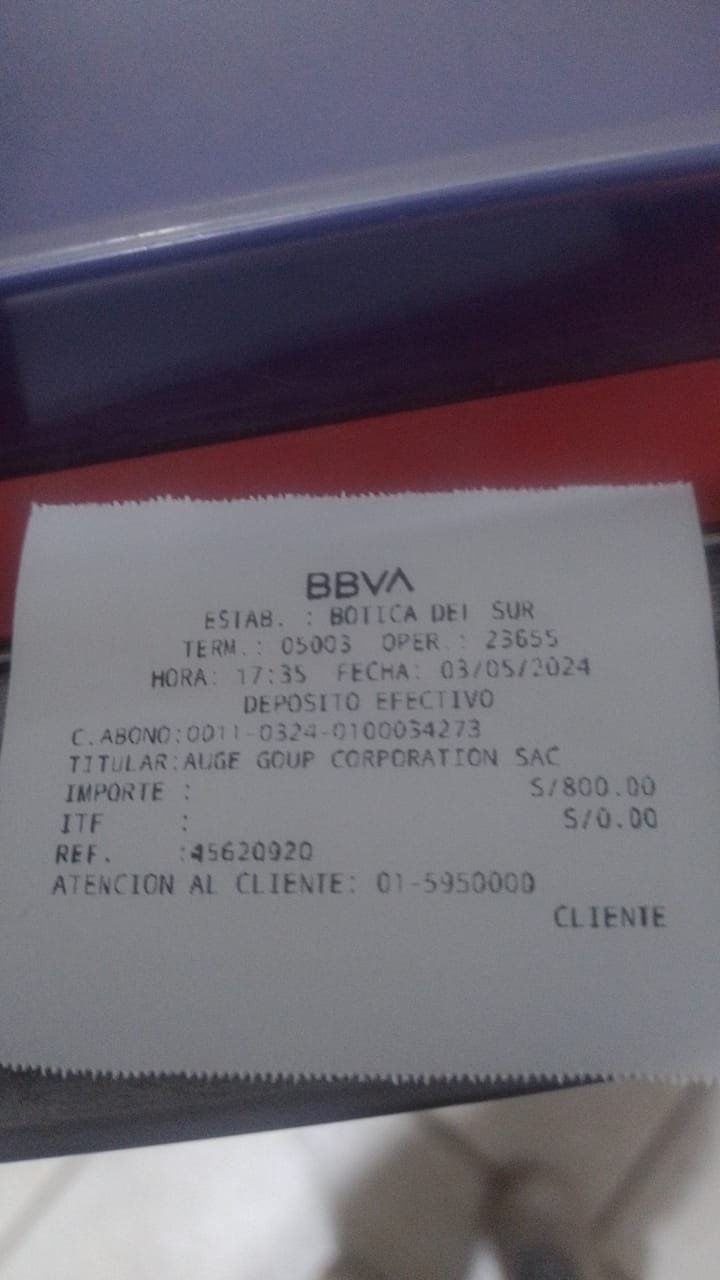 BBVA
ESTAB. : BOTICA DEL SUR
TERM.: 05003 OPER.: 23655
HORA: 17:35 FECHA: 03/05/2024
DEPOSITO EFECTIVO
C.ABONO:0011-0324-0100034273
TITULAR:AUGE GOUP CORPORATION SAC
IMPORTE : S/800.00
ITF : S/0.00
REF. :45620920
ATENCION AL CLIENTE: 01-5950000
CLIENTE